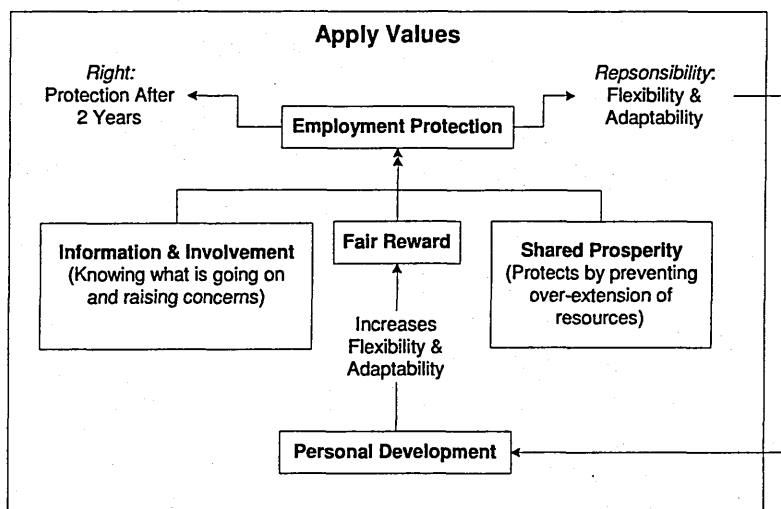 Apply Values
Right:
Protection After
2 Years
Repsonsibility:
Flexibility &
Adaptability
Employment Protection
Information & Involvement
(Knowing what is going on
and raising concerns)
Fair Reward
Shared Prosperity
(Protects by preventing
over-extension of
resources)
Increases
Flexibility &
Adaptability
Personal Development